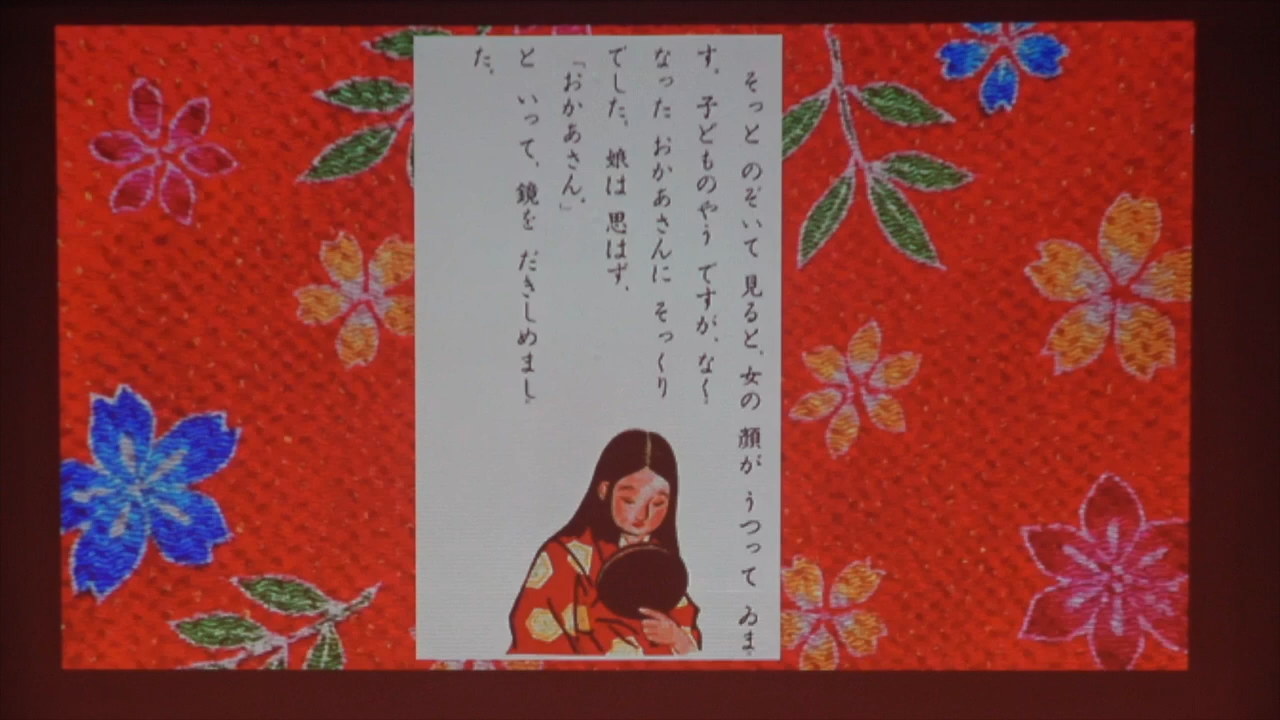 そっと のぞいて 見ると、女の 顔が うつって ゐま
す。子どものやう ですが、なく
なった おかあさんに そっくり
でした。娘は 思はず、
「おかあさん。」
と いって、鏡を だきしめまし
た。